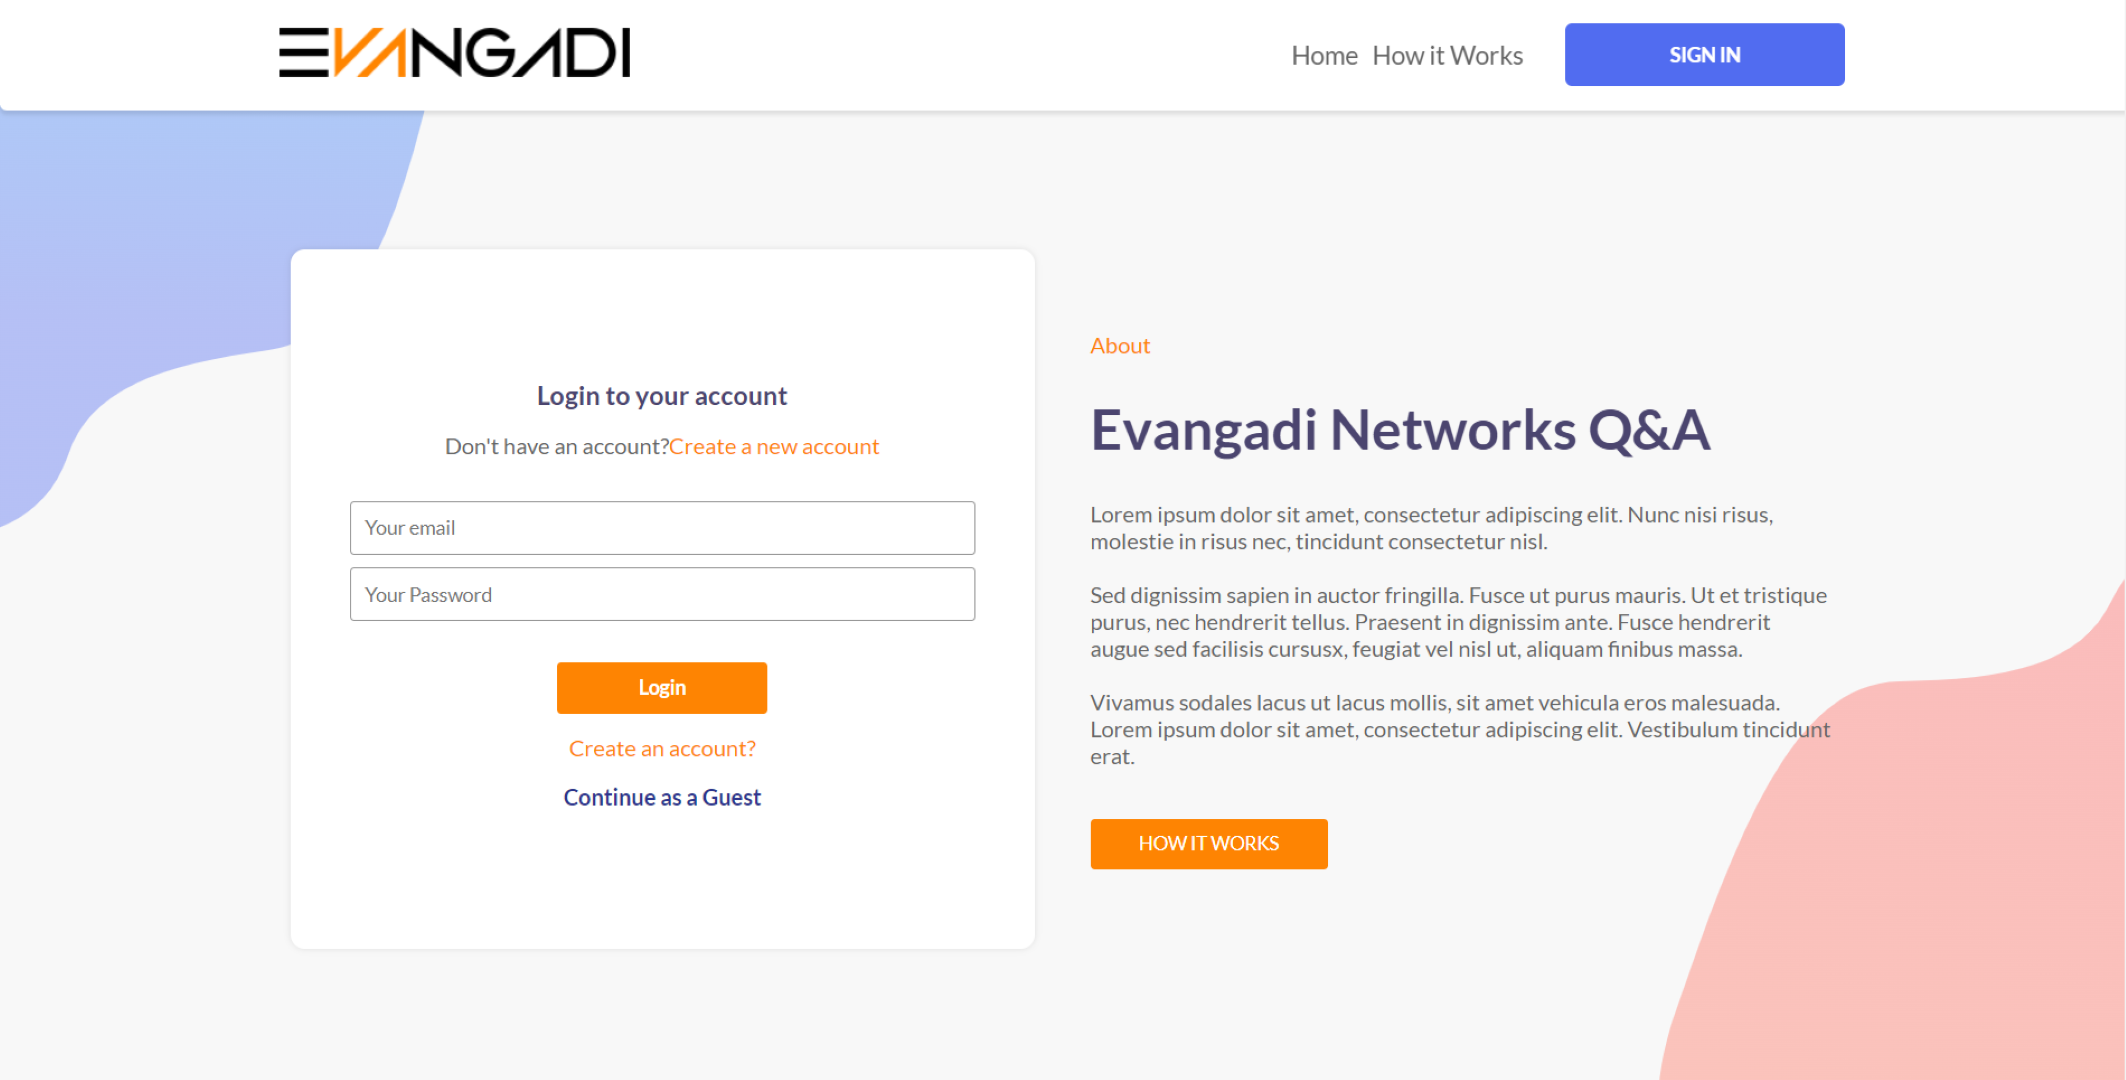 EVANGADI
Home How it Works SIGN IN
Login to your account
Don't have an account?Create a new account
Your email
Your Password
Login
Create an account?
Continue as a Guest
About
Evangadi Networks Q&A
Lorem ipsum dolor sit amet, consectetur adipiscing elit. Nunc nisi risus,
molestie in risus nec, tincidunt consectetur nisl.
Sed dignissim sapien in auctor fringilla. Fusce ut purus mauris. Ut et tristique
purus, nec hendrerit tellus. Praesent in dignissim ante. Fusce hendrerit
augue sed facilisis cursusx, feugiat vel nisl ut, aliquam finibus massa.
Vivamus sodales lacus ut lacus mollis, sit amet vehicula eros malesuada.
Lorem ipsum dolor sit amet, consectetur adipiscing elit. Vestibulum tincidunt
erat.
HOW IT WORKS